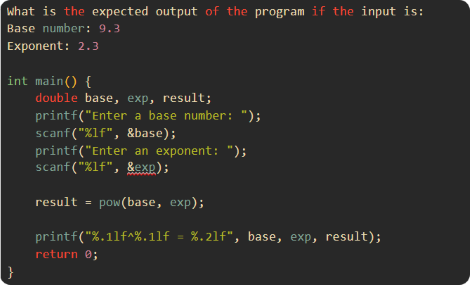 What is the expected output of the program if the input is:
Base number: 9.3
Exponent: 2.3
int main() {
double base, exp, result;
printf("Enter a base number: ");
scanf("%lf", &base);
printf("Enter an exponent: ");
scanf("%lf", &exp);
result = pow(base, exp);
printf("%.1lf^%.1lf = %.2lf", base, exp, result);
return 0;
}